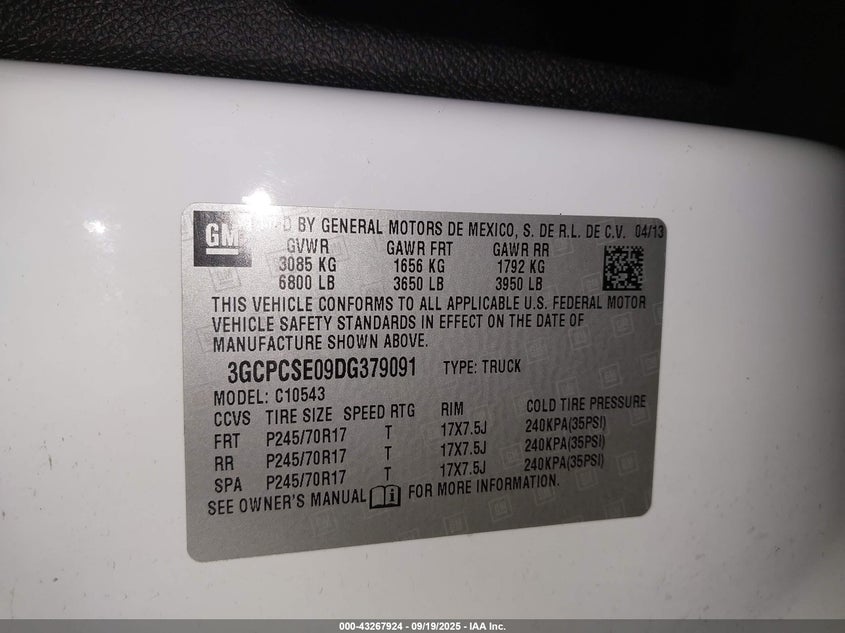 GM
D BY GENERAL MOTORS DE MEXICO, S. DE R.L. DE C.V. 04/13
GVWR GAWR FRT GAWR RR
3085 KG 1656 KG 1792 KG
6800 LB 3650 LB 3950 LB
THIS VEHICLE CONFORMS TO ALL APPLICABLE U.S. FEDERAL MOTOR
VEHICLE SAFETY STANDARDS IN EFFECT ON THE DATE OF
MANUFACTURE SHOWN ABOVE.
3GCPCSE09DG379091 TYPE: TRUCK
MODEL: C10543
CCVS TIRE SIZE SPEED RTG RIM COLD TIRE PRESSURE
FRT P245/70R17 T 17X7.5J 240KPA(35PSI)
RR P245/70R17 T 17X7.5J 240KPA(35PSI)
SPA P245/70R17 T 17X7.5J 240KPA(35PSI)
SEE OWNER'S MANUAL i FOR MORE INFORMATION.
000-43267924 - 09/19/2025 - IAA Inc.